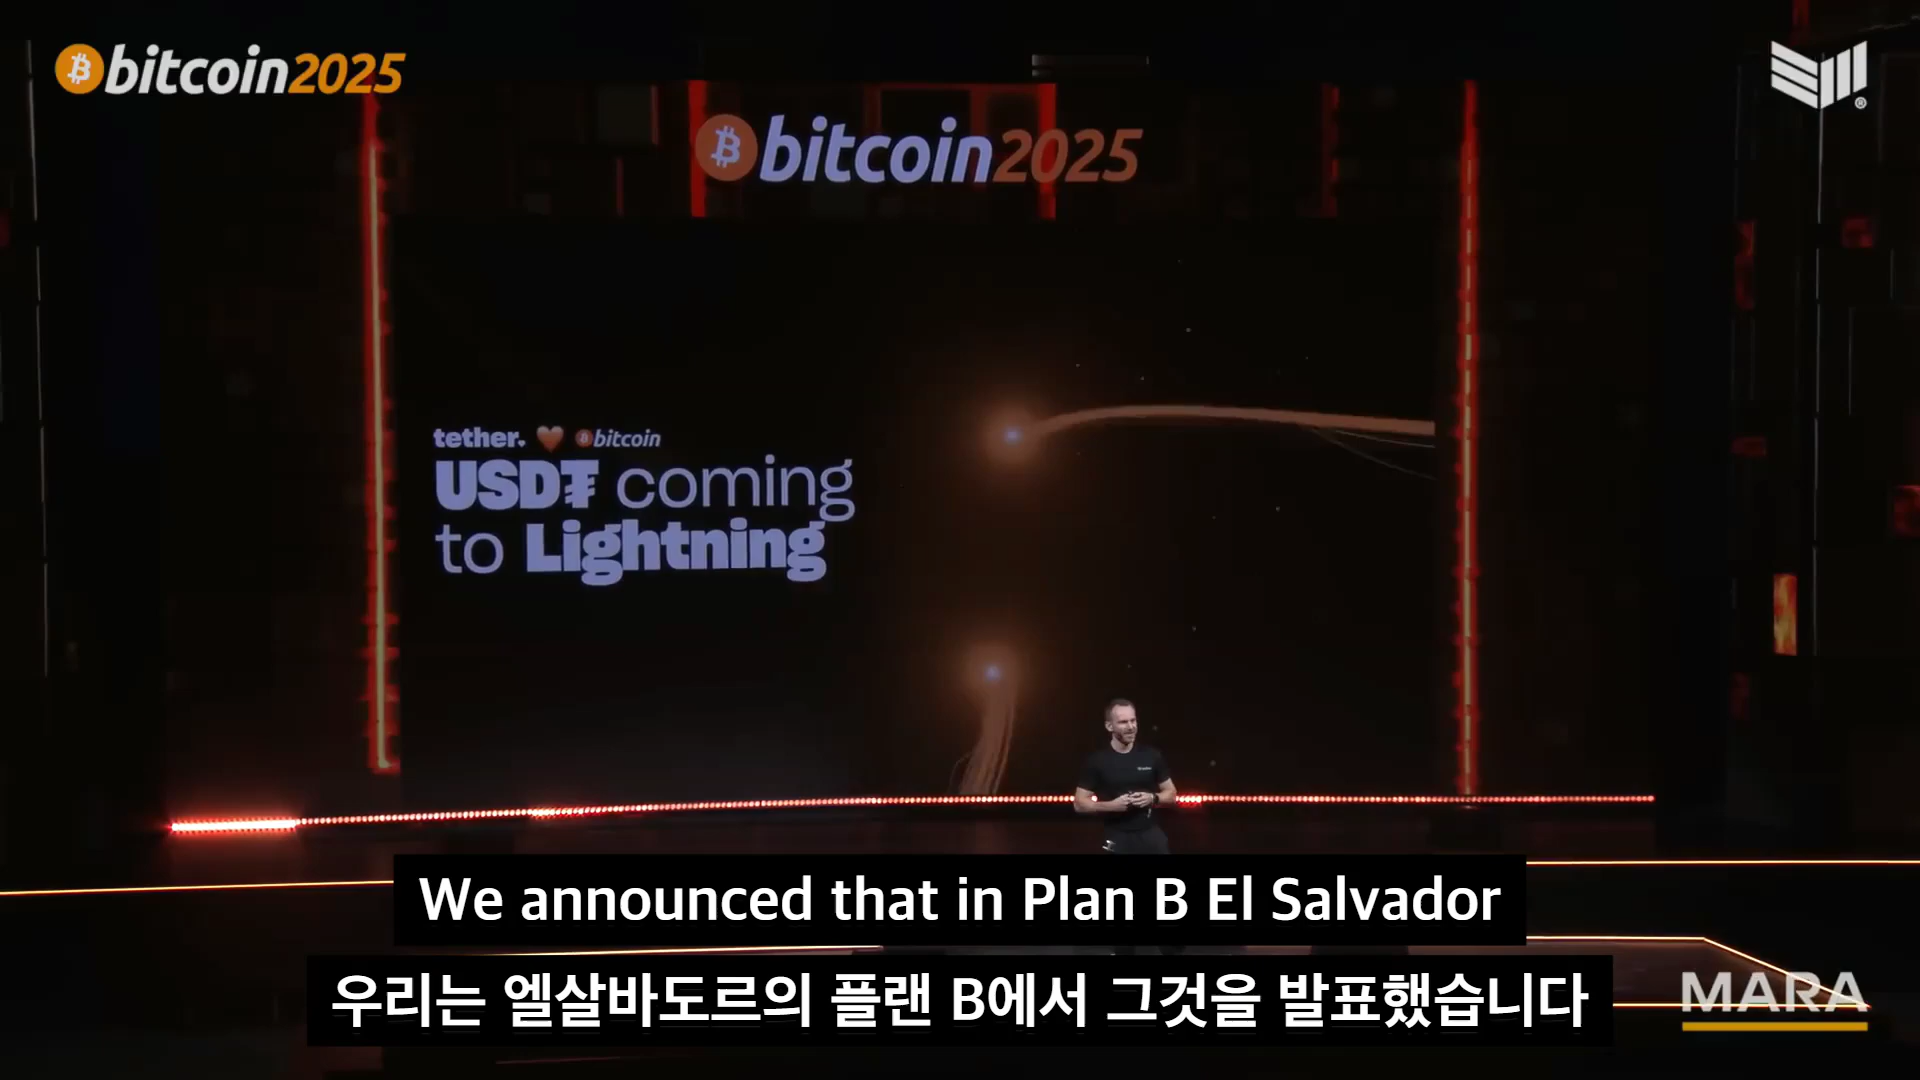 bitcoin2025
bitcoin2025
tether. 🧡 bitcoin
USD₮ coming
to Lightning
We announced that in Plan B El Salvador
우리는 엘살바도르의 플랜 B에서 그것을 발표했습니다
MARA